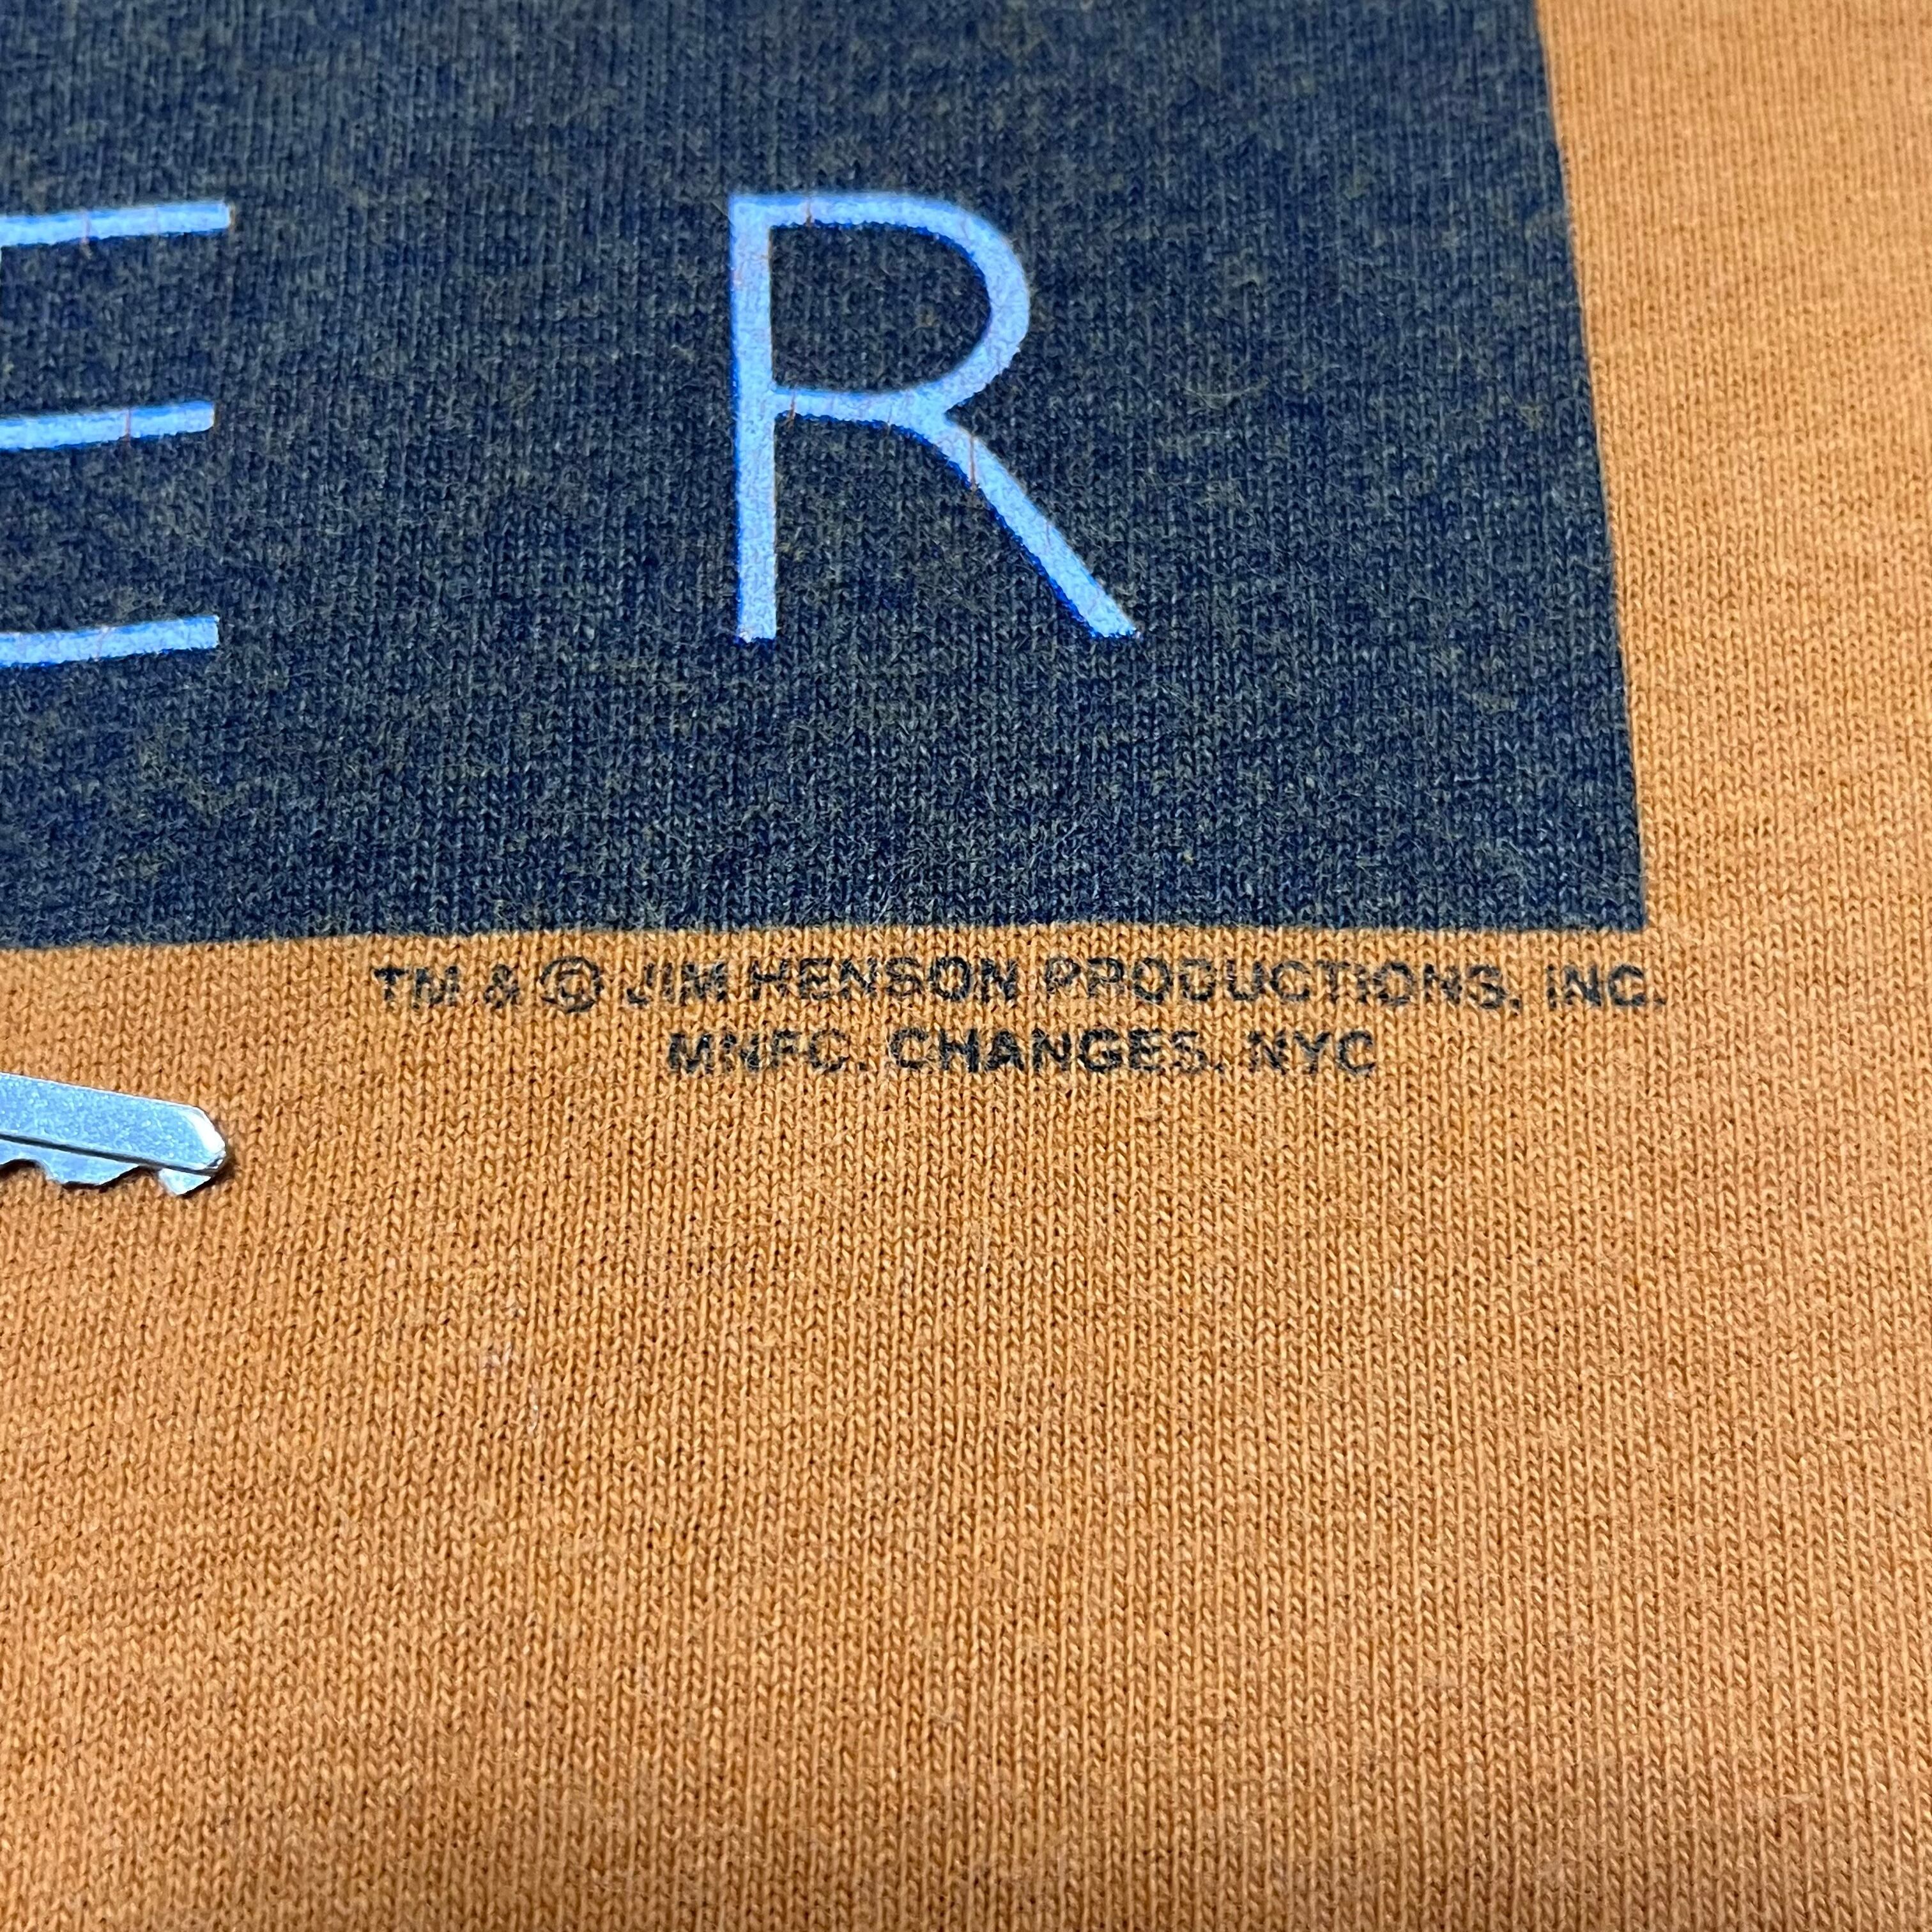 E R
TM & © JIM HENSON PRODUCTIONS, INC.
MNFC. CHANGES, NYC